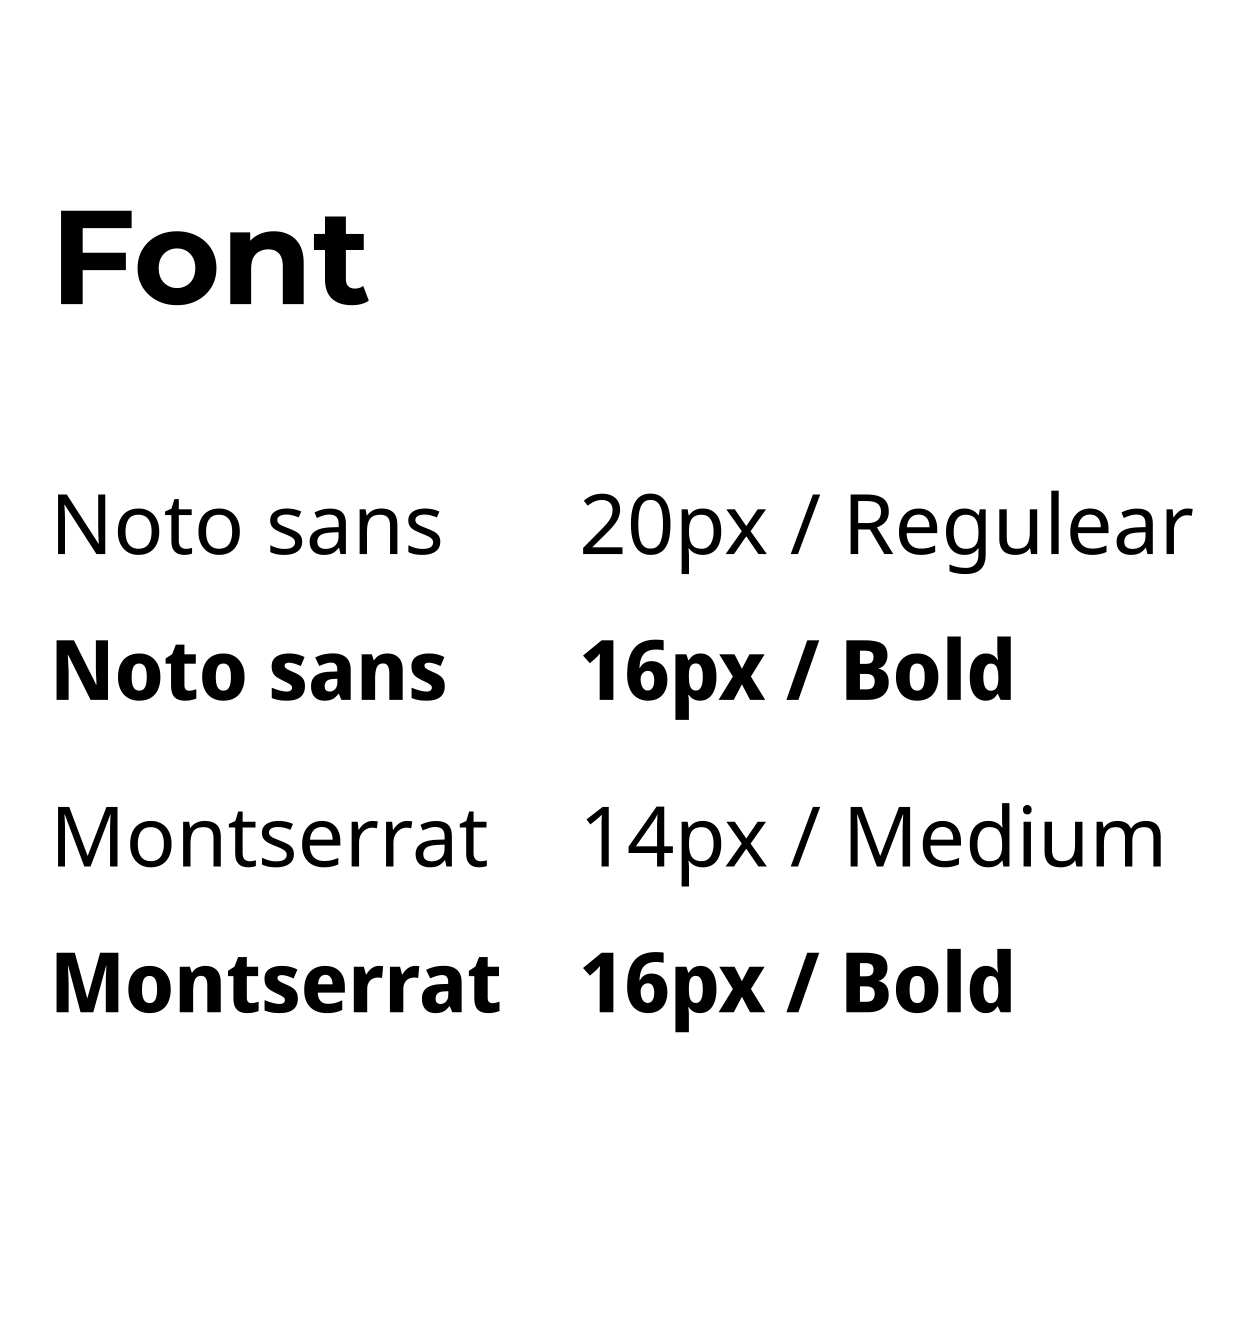 Font
Noto sans 20px / Regulear
Noto sans 16px / Bold
Montserrat 14px / Medium
Montserrat 16px / Bold